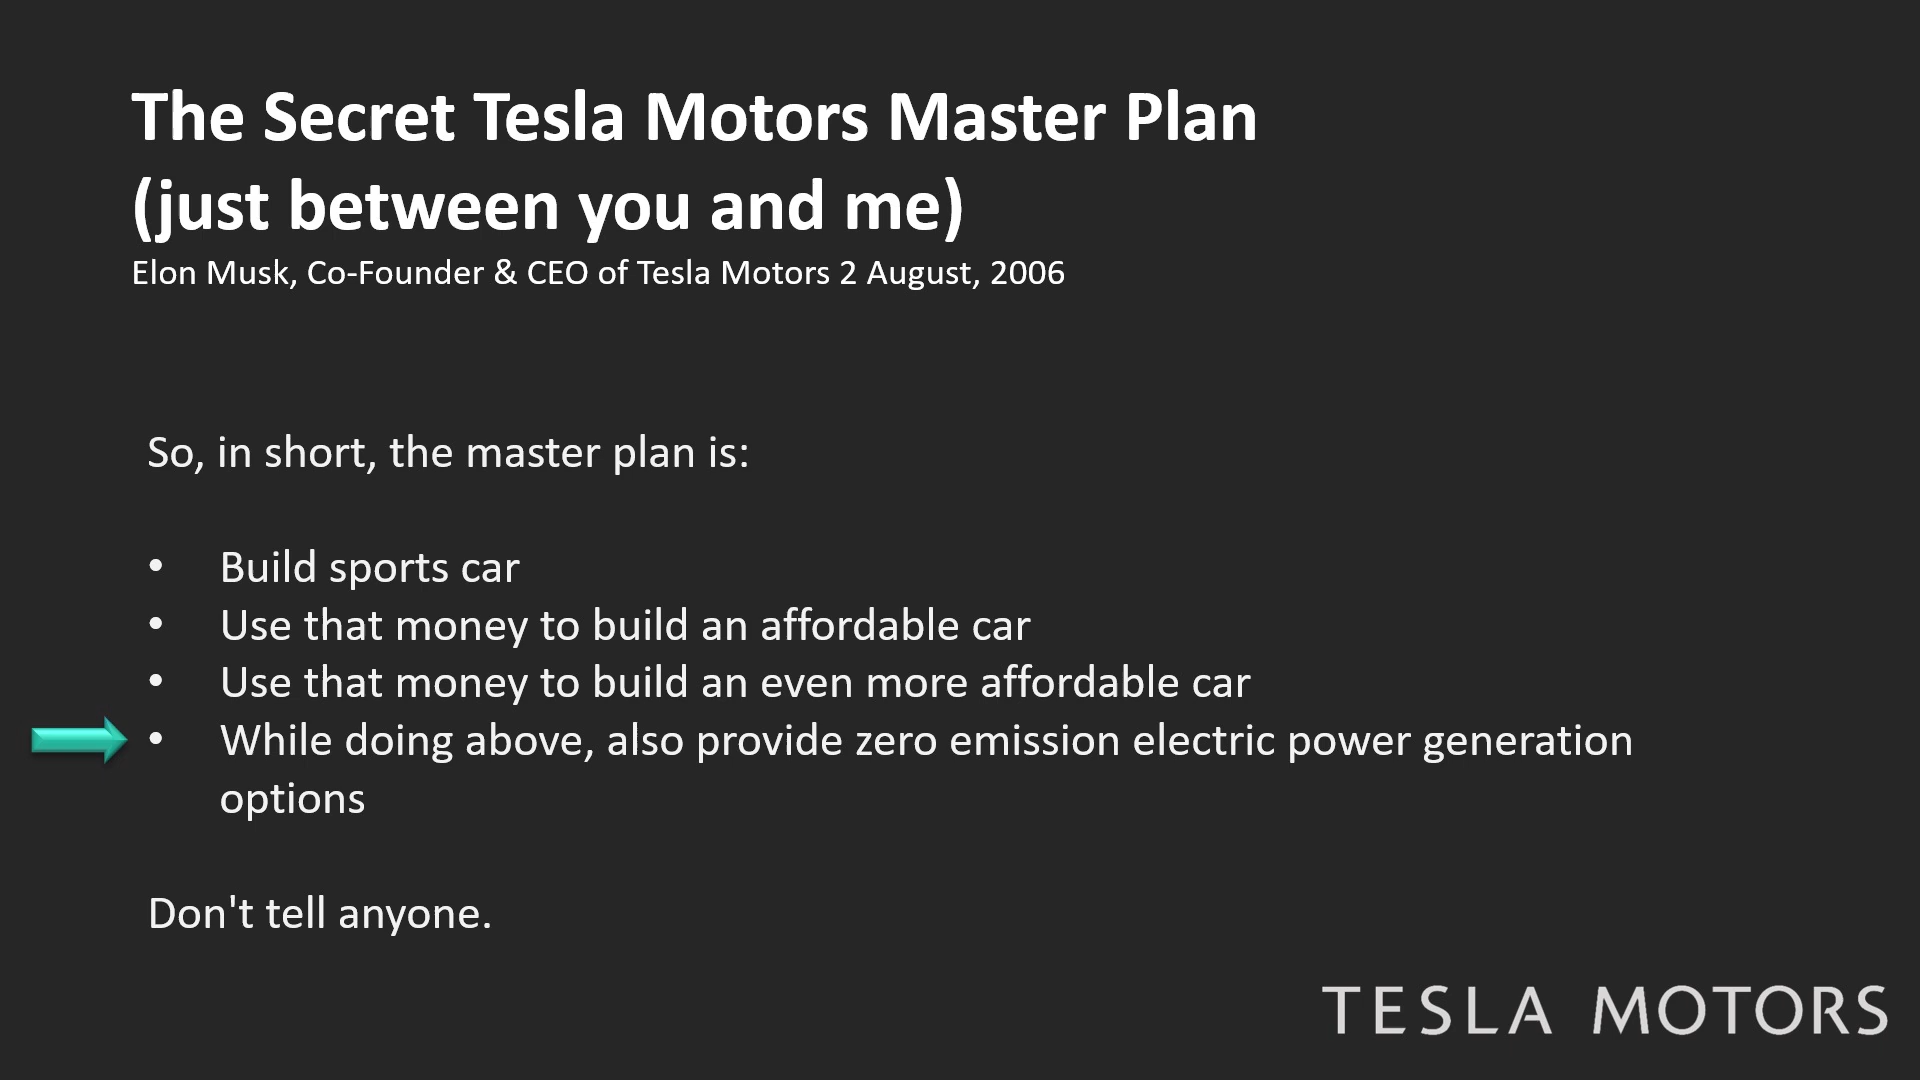 The Secret Tesla Motors Master Plan
(just between you and me)
Elon Musk, Co-Founder & CEO of Tesla Motors 2 August, 2006
So, in short, the master plan is:
• Build sports car
• Use that money to build an affordable car
• Use that money to build an even more affordable car
• While doing above, also provide zero emission electric power generation
options
Don't tell anyone.
TESLA MOTORS